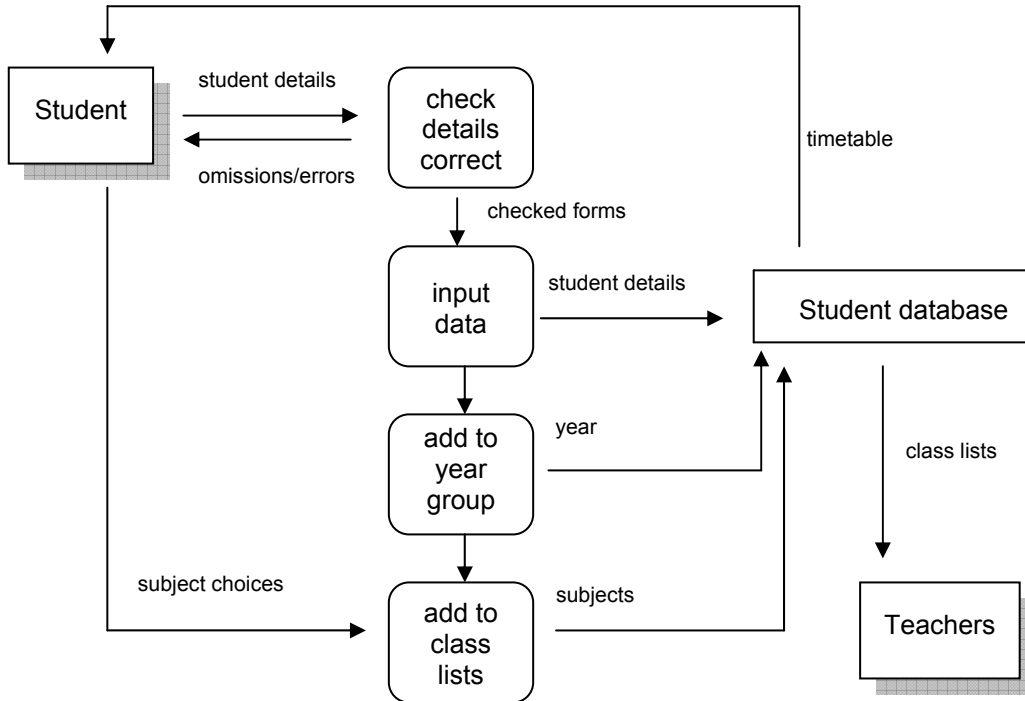 Student
student details
omissions/errors
check
details
correct
timetable
checked forms
input
data
student details
Student database
add to
year
group
year
class lists
subject choices
add to
class
lists
subjects
Teachers